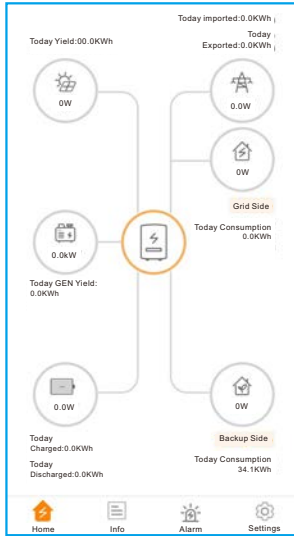 Today imported:0.0KWh
Today Yield:00.0KWh
Today
Exported:0.0KWh
0W
0.0W
0W
Grid Side
Today Consumption
0.0KWh
0.0kW
Today GEN Yield:
0.0KWh
0.0W
0W
Today
Charged:0.0KWh
Today
Discharged:0.0KWh
Backup Side
Today Consumption
34.1KWh
Home
Info
Alarm
Settings